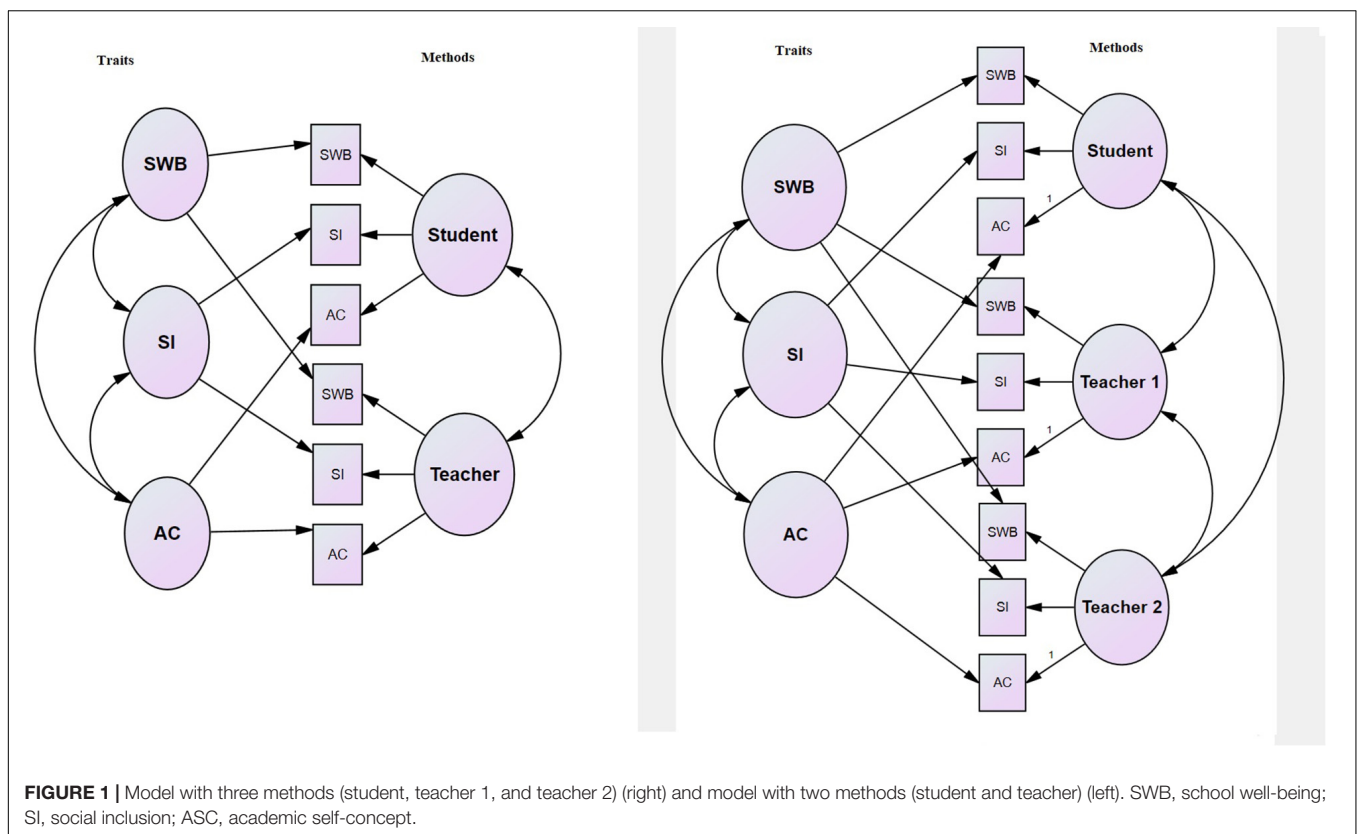 Traits
Methods
SWB
SWB
SI
Student
AC
SI
SWB
SI
Teacher
AC
AC
Traits
Methods
SWB
SI
Student
SWB
1
AC
SWB
SI
SI
Teacher 1
1
AC
AC
SWB
SI
Teacher 2
1
AC
FIGURE 1 | Model with three methods (student, teacher 1, and teacher 2) (right) and model with two methods (student and teacher) (left). SWB, school well-being;
SI, social inclusion; ASC, academic self-concept.